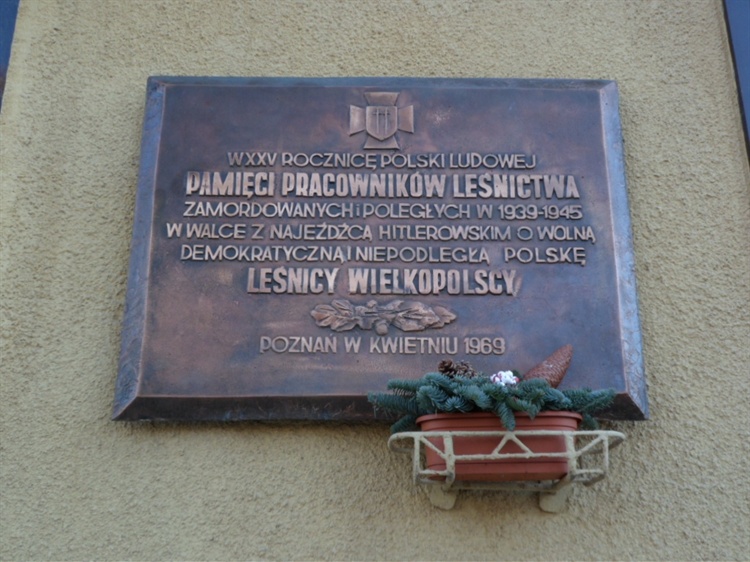 W XXV ROCZNICĘ POLSKI LUDOWEJ
PAMIĘCI PRACOWNIKÓW LEŚNICTWA
ZAMORDOWANYCH i POLEGŁYCH W 1939-1945
W WALCE Z NAJEŹDŹCĄ HITLEROWSKIM O WOLNĄ
DEMOKRATYCZNĄ I NIEPODLEGŁĄ POLSKĘ
LEŚNICY WIELKOPOLSCY
POZNAŃ W KWIETNIU 1969